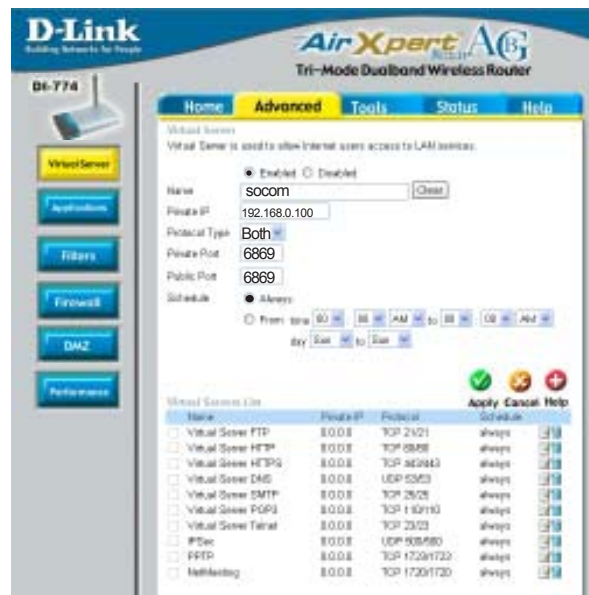 D-Link
Building Networks for People
Air Xpert ABG
Tri-Mode Dualband Wireless Router
DI-774
Home Advanced Tools Status Help
Virtual Server
Virtual Server is used to allow Internet users access to LAN services.
Virtual Server
Enabled Disabled
Name socom Clear
Applications
Private IP 192.168.0.100
Protocol Type Both
Filters
Private Port 6869
Public Port 6869
Firewall
Schedule Always
From time 00 00 AM to 00 00 AM
day Sun to Sun
DMZ
Performance
Apply Cancel Help
Virtual Servers List
Name Private IP Protocol Schedule
Virtual Server FTP 0.0.0.0 TCP 21/21 always
Virtual Server HTTP 0.0.0.0 TCP 80/80 always
Virtual Server HTTPS 0.0.0.0 TCP 443/443 always
Virtual Server DNS 0.0.0.0 UDP 53/53 always
Virtual Server SMTP 0.0.0.0 TCP 25/25 always
Virtual Server POP3 0.0.0.0 TCP 110/110 always
Virtual Server Telnet 0.0.0.0 TCP 23/23 always
IPSec 0.0.0.0 UDP 500/500 always
PPTP 0.0.0.0 TCP 1723/1723 always
NetMeeting 0.0.0.0 TCP 1720/1720 always